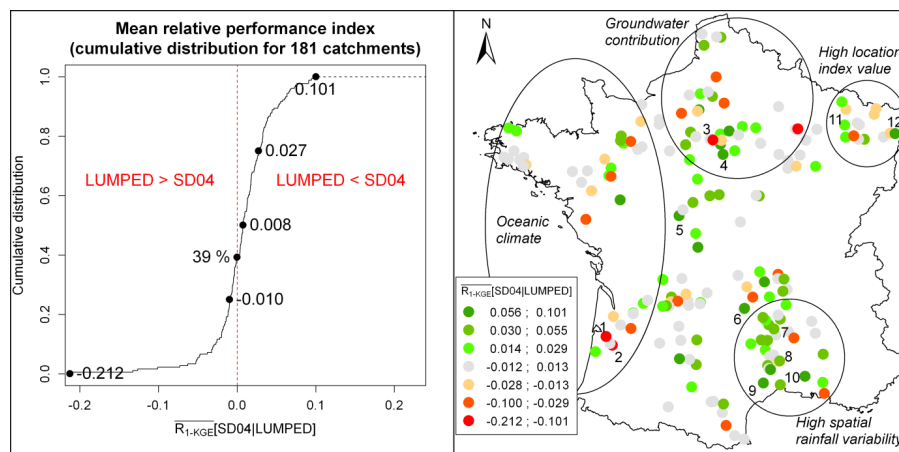 Mean relative performance index
(cumulative distribution for 181 catchments)
Cumulative distribution
1.0
0.8
0.6
0.4
0.2
0.0
0.101
0.027
LUMPED > SD04
LUMPED < SD04
0.008
39 %
-0.010
-0.212
-0.2
-0.1
0.0
0.1
0.2
R1-KGE[SD04|LUMPED]
N
Groundwater
contribution
High location
index value
Oceanic
climate
High spatial
rainfall variability
1
2
3
4
5
6
7
8
9
10
11
12
R1-KGE[SD04|LUMPED]
0.056 ; 0.101
0.030 ; 0.055
0.014 ; 0.029
-0.012 ; 0.013
-0.028 ; -0.013
-0.100 ; -0.029
-0.212 ; -0.101